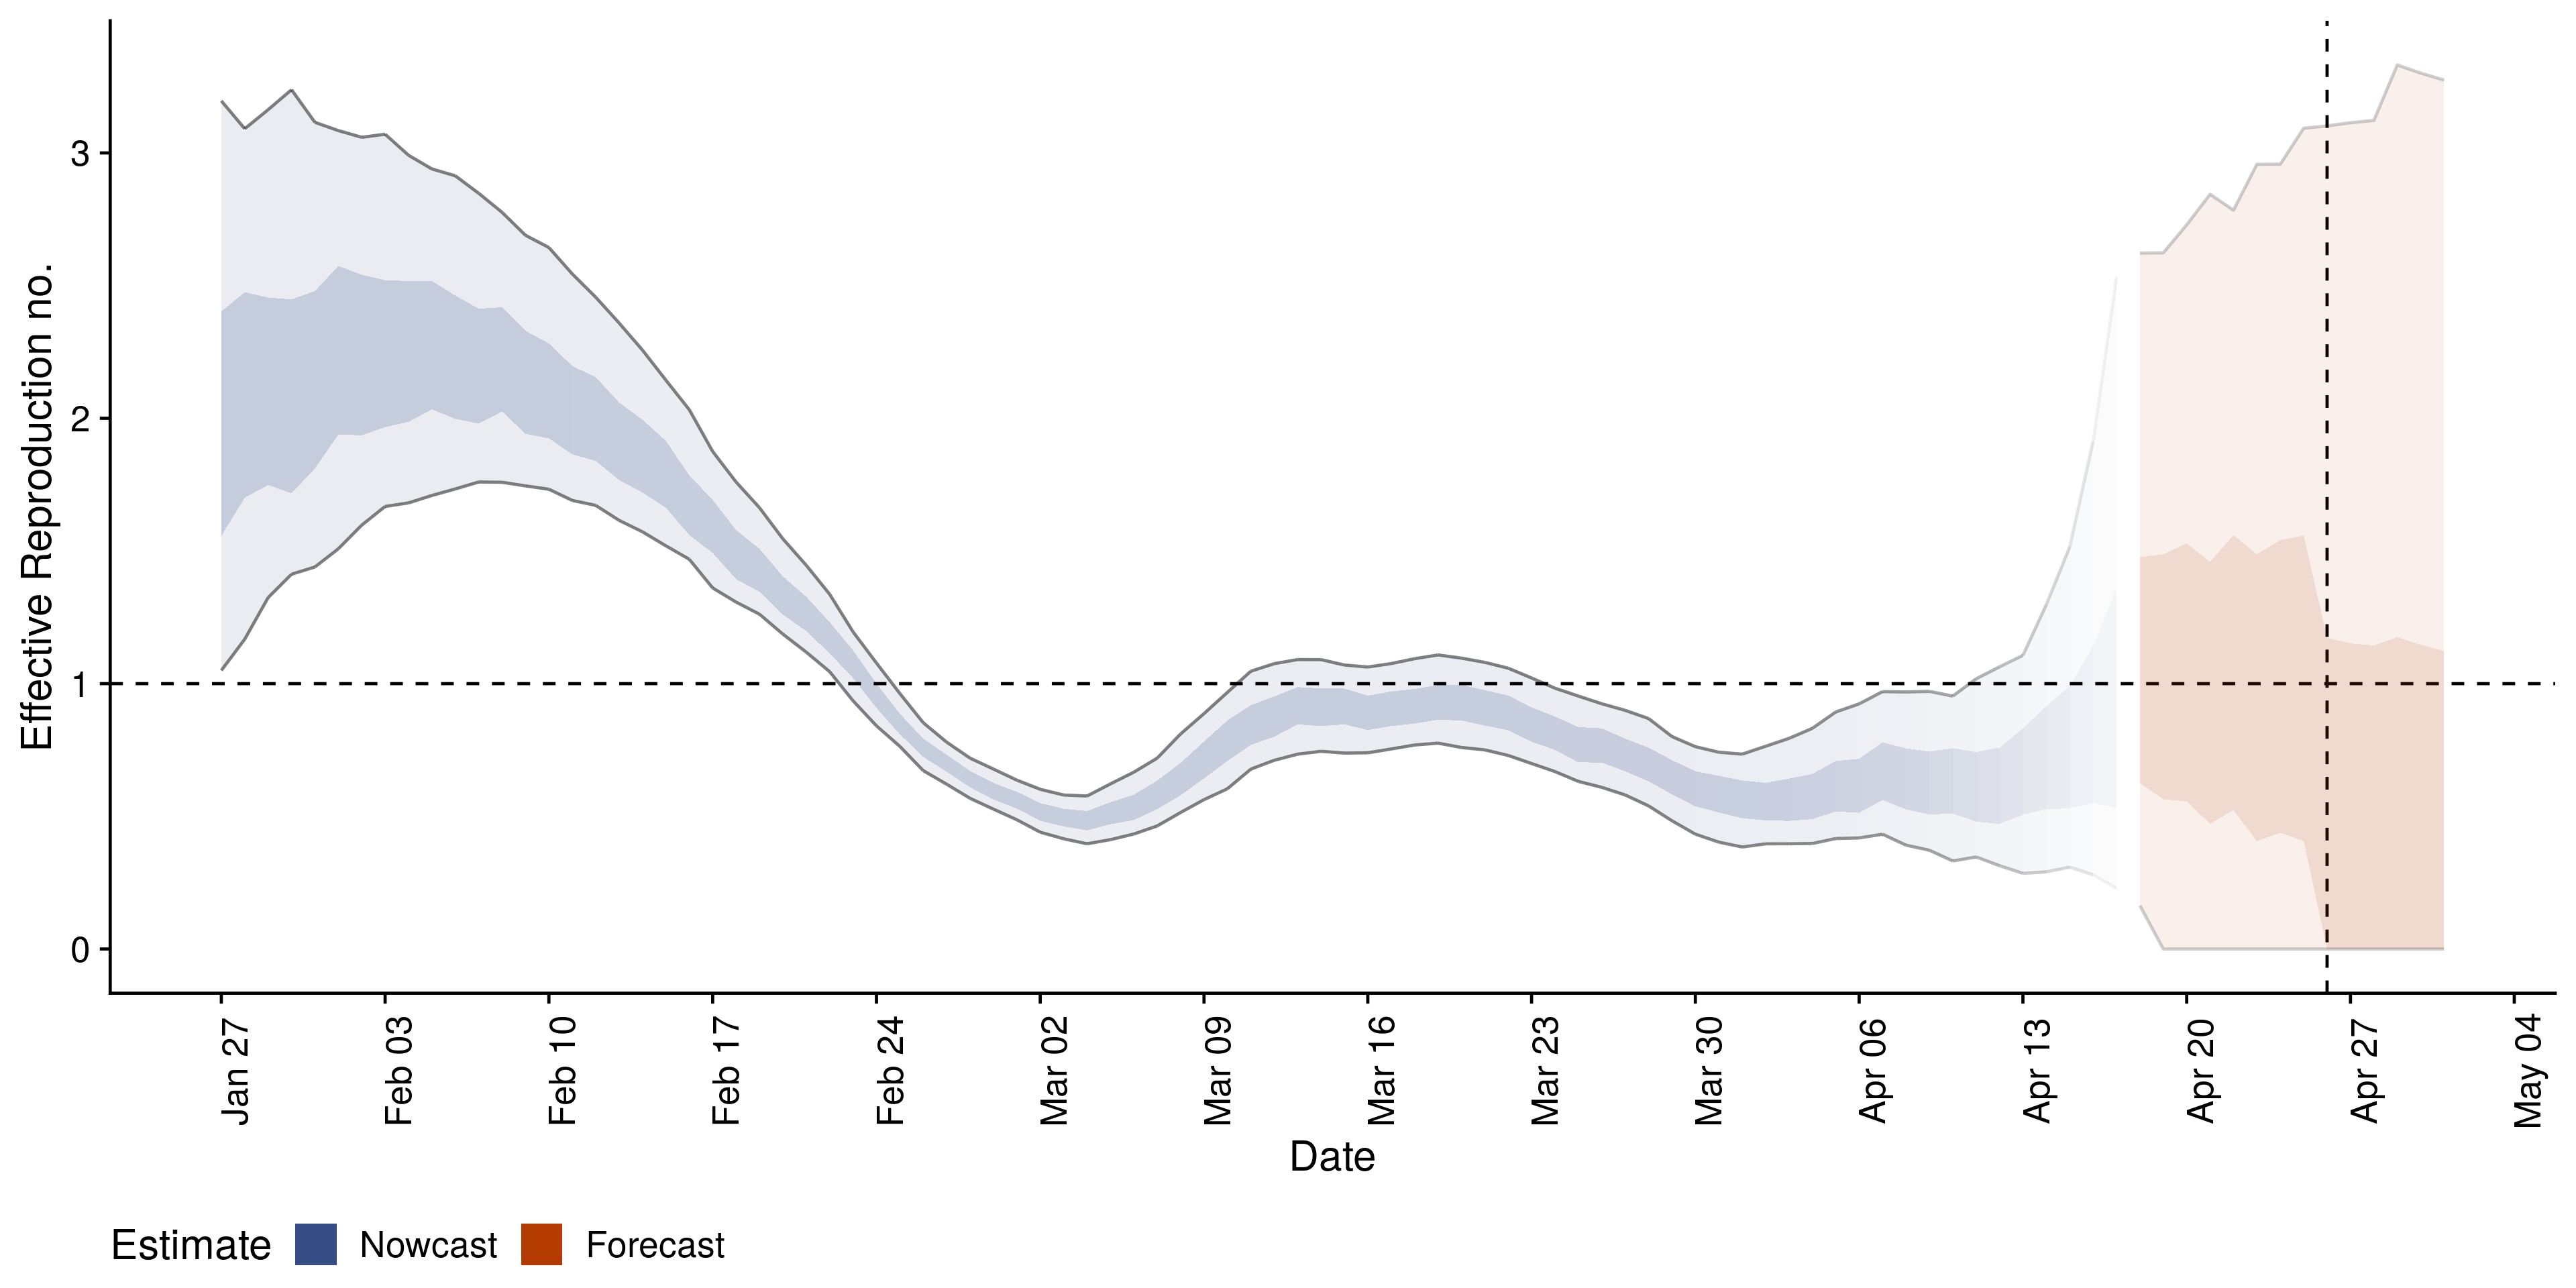 Effective Reproduction no.
3
2
1
0
Jan 27
Feb 03
Feb 10
Feb 17
Feb 24
Mar 02
Mar 09
Mar 16
Mar 23
Mar 30
Apr 06
Apr 13
Apr 20
Apr 27
May 04
Date
Estimate Nowcast Forecast